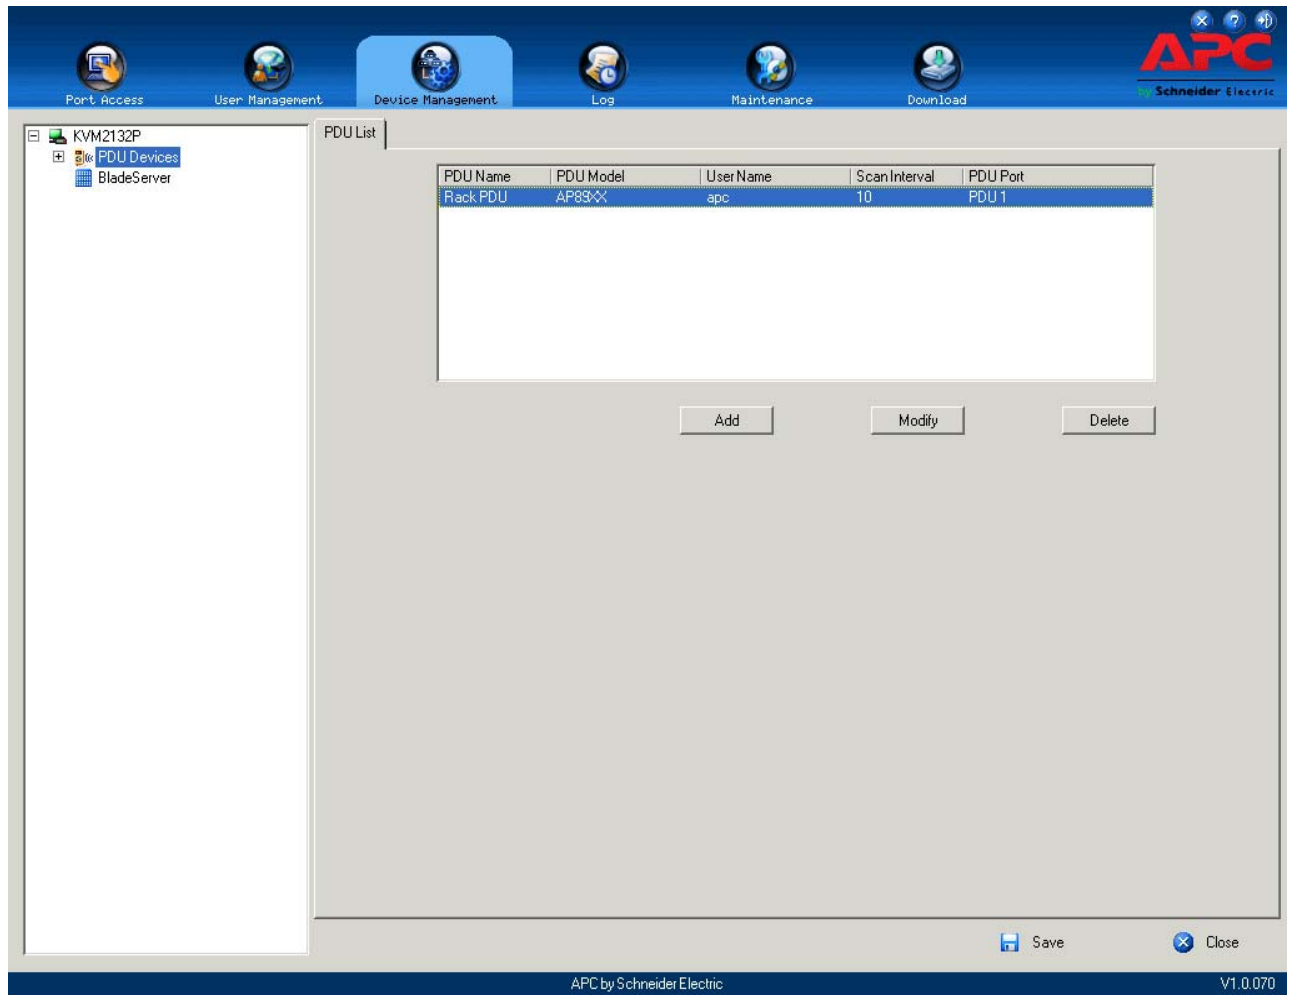 APC
by Schneider Electric
Port Access User Management Device Management Log Maintenance Download
KVM2132P
PDU Devices
BladeServer
PDU List
PDU Name PDU Model User Name Scan Interval PDU Port
Rack PDU AP89XX apc 10 PDU 1
Add Modify Delete
Save Close
APC by Schneider Electric V1.0.070